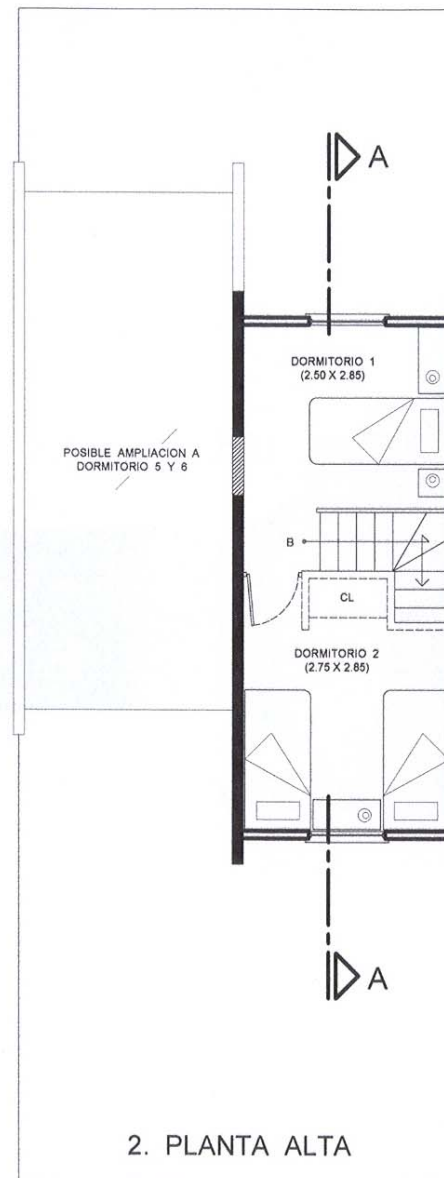 A
DORMITORIO 1
(2.50 X 2.85)
POSIBLE AMPLIACION A
DORMITORIO 5 Y 6
B
CL
DORMITORIO 2
(2.75 X 2.85)
A
2. PLANTA ALTA